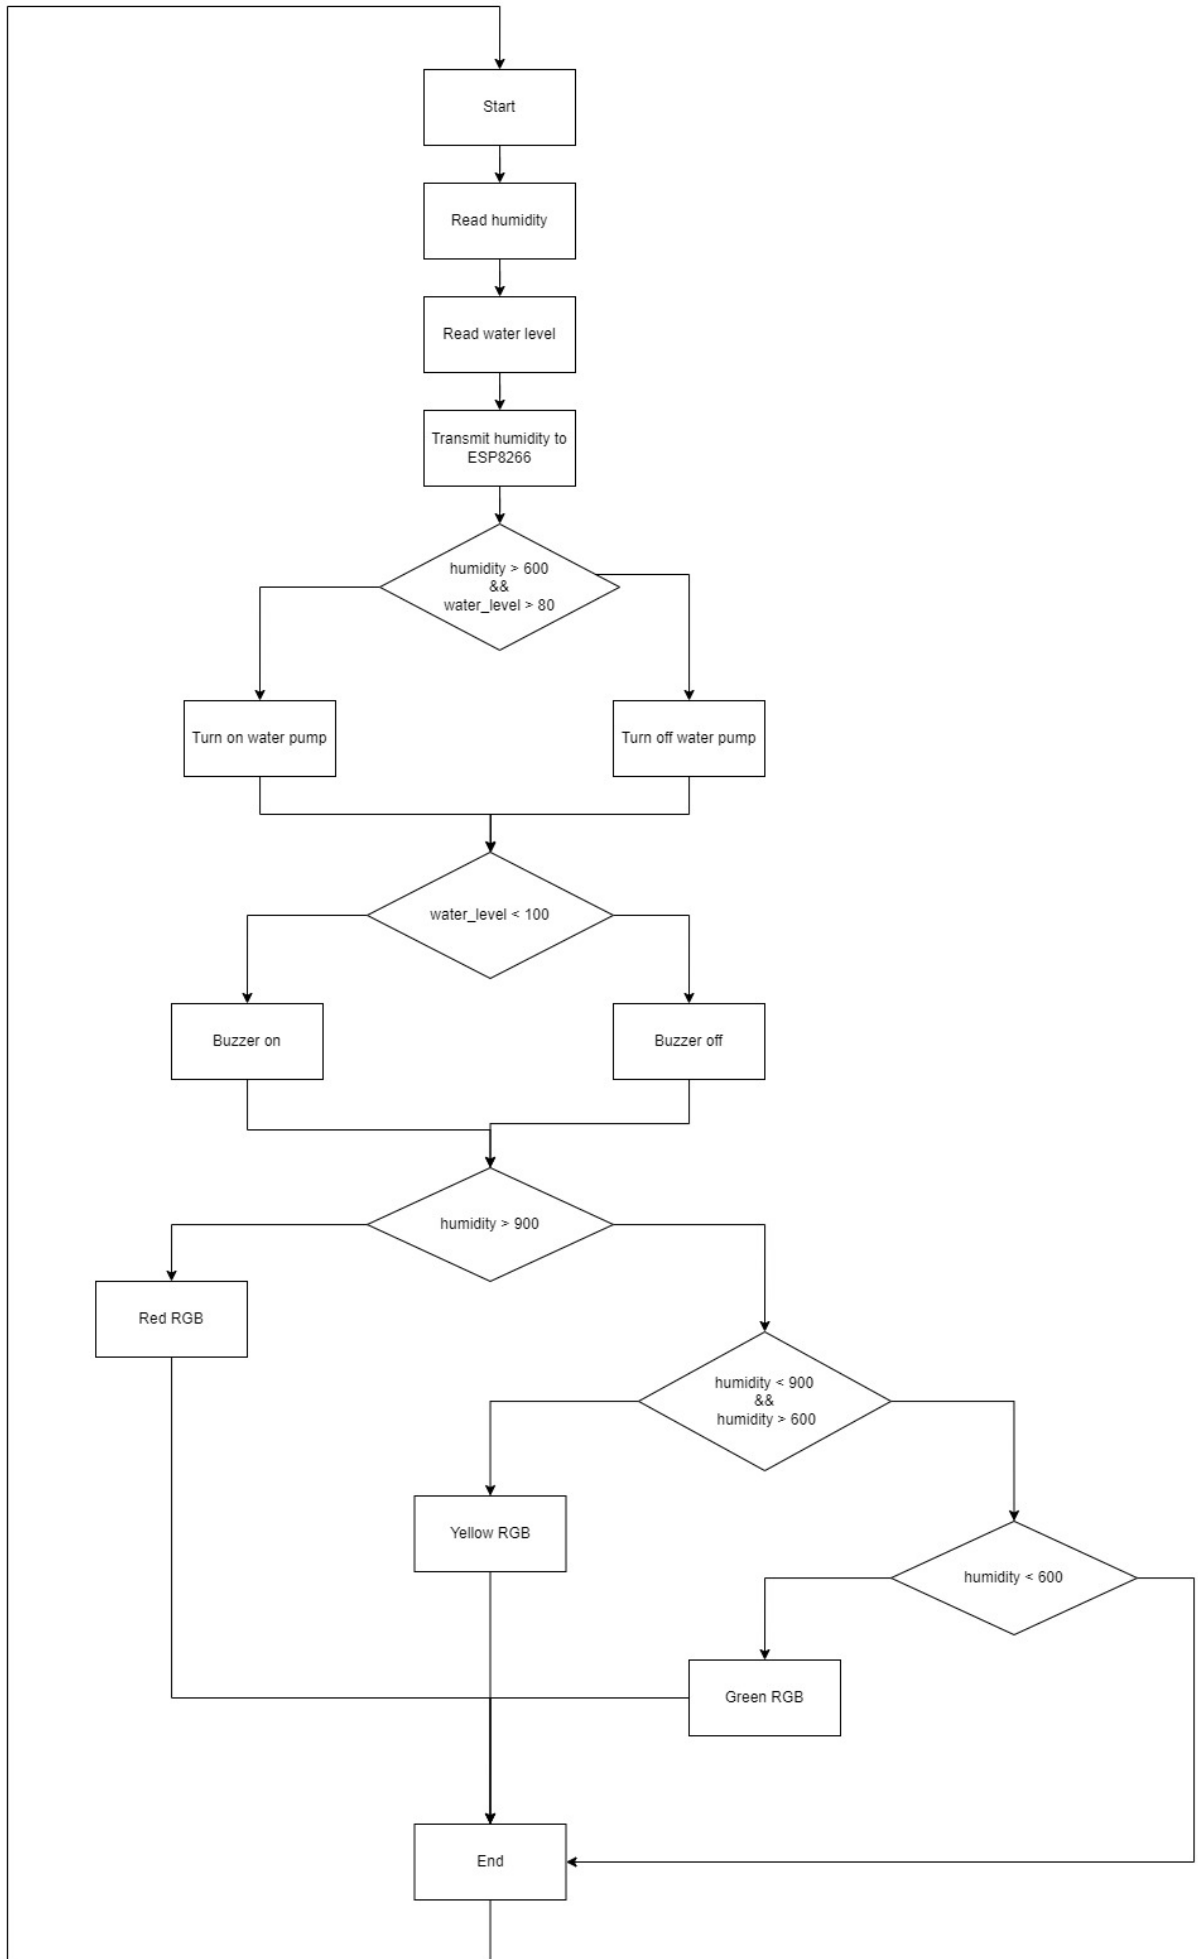 Start
Read humidity
Read water level
Transmit humidity to
ESP8266
humidity > 600
&&
water_level > 80
Turn on water pump
Turn off water pump
water_level < 100
Buzzer on
Buzzer off
humidity > 900
Red RGB
humidity < 900
&&
humidity > 600
Yellow RGB
humidity < 600
Green RGB
End